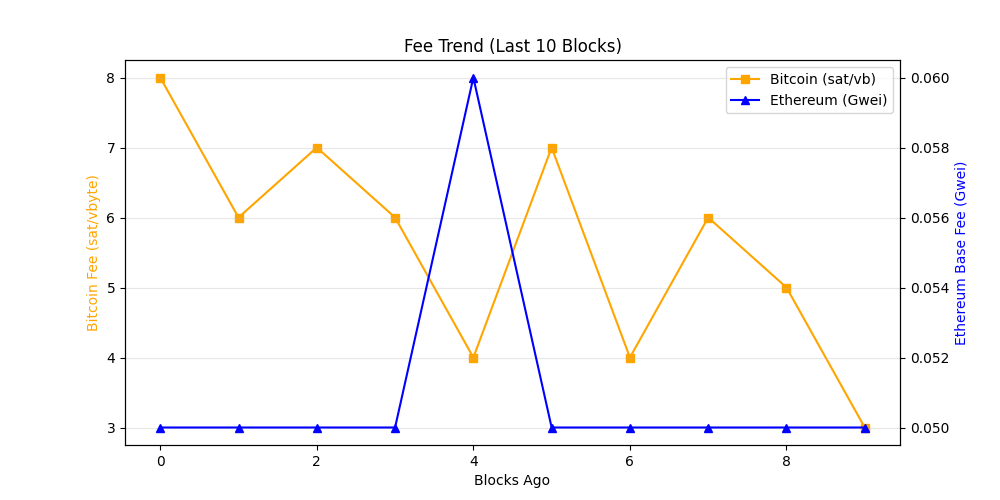 Fee Trend (Last 10 Blocks)
Bitcoin (sat/vb)
Ethereum (Gwei)
Bitcoin Fee (sat/vbyte)
8
7
6
5
4
3
0.060
0.058
0.056
0.054
0.052
0.050
Ethereum Base Fee (Gwei)
0 2 4 6 8
Blocks Ago